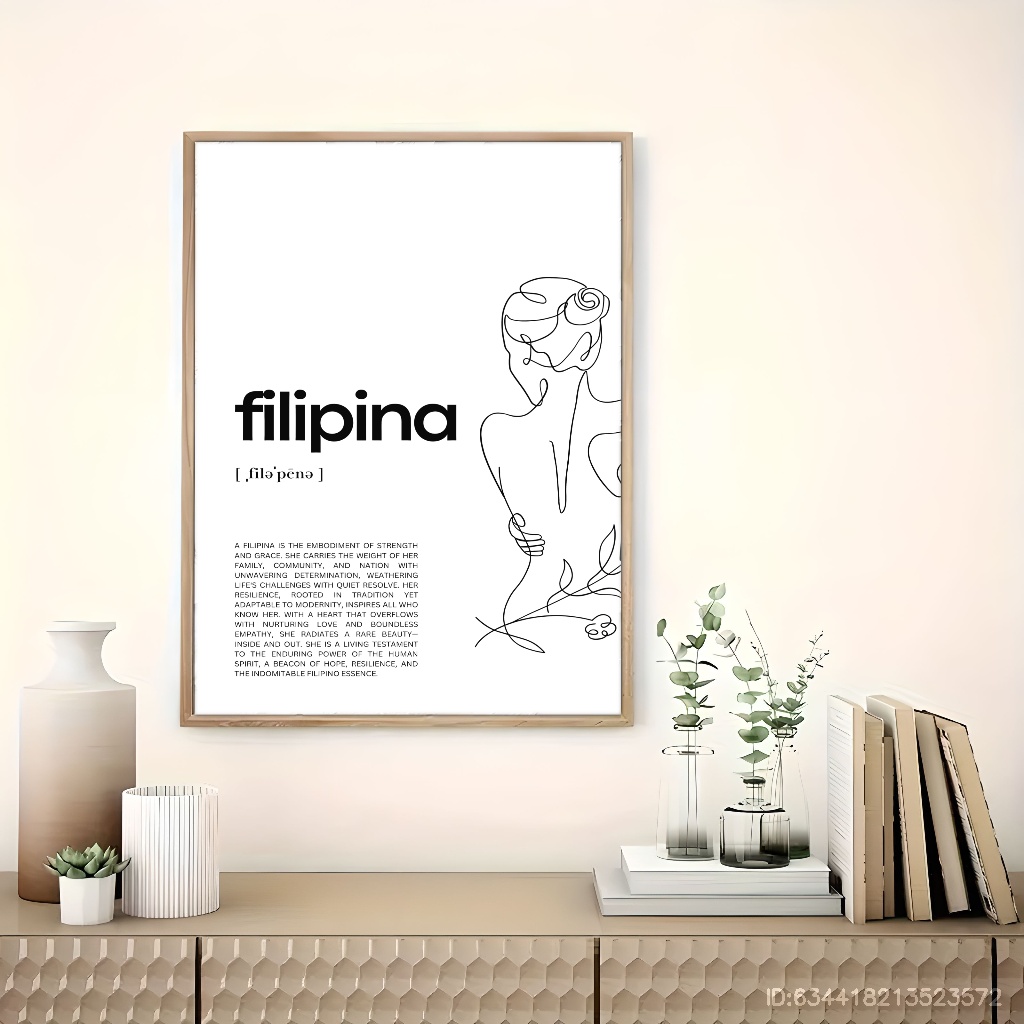 filipina
[ ˌfiləˈpēnə ]
A FILIPINA IS THE EMBODIMENT OF STRENGTH
AND GRACE. SHE CARRIES THE WEIGHT OF HER
FAMILY, COMMUNITY, AND NATION WITH
UNWAVERING DETERMINATION, WEATHERING
LIFE'S CHALLENGES WITH QUIET RESOLVE. HER
RESILIENCE, ROOTED IN TRADITION YET
ADAPTABLE TO MODERNITY, INSPIRES ALL WHO
KNOW HER. WITH A HEART THAT OVERFLOWS
WITH NURTURING LOVE AND BOUNDLESS
EMPATHY, SHE RADIATES A RARE BEAUTY—
INSIDE AND OUT. SHE IS A LIVING TESTAMENT
TO THE ENDURING POWER OF THE HUMAN
SPIRIT, A BEACON OF HOPE, RESILIENCE, AND
THE INDOMITABLE FILIPINO ESSENCE.
ID:634418213523572